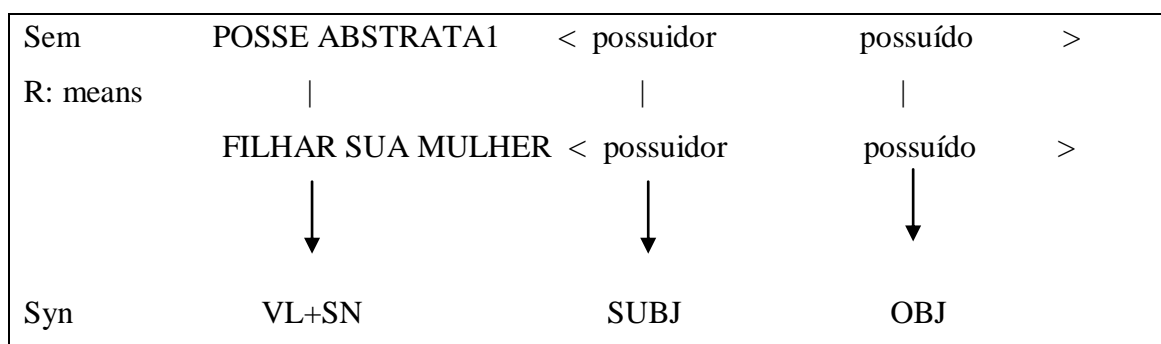 Sem POSSE ABSTRATA1 < possuidor possuído >
R: means | | |
FILHAR SUA MULHER < possuidor possuído >
Syn VL+SN SUBJ OBJ